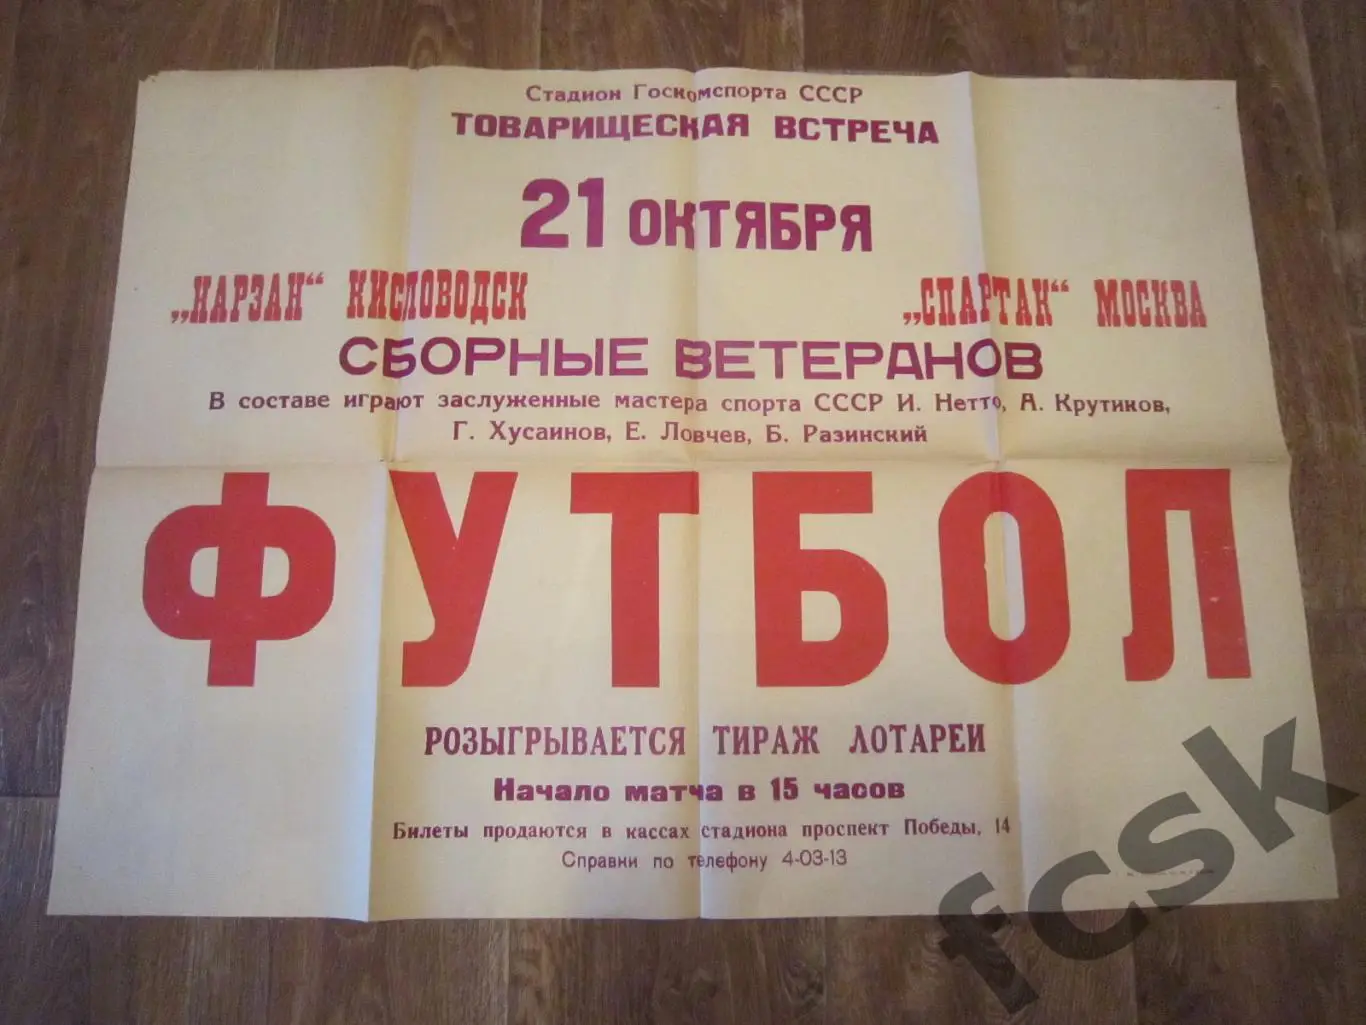 Стадион Госкомспорта СССР
ТОВАРИЩЕСКАЯ ВСТРЕЧА
21 ОКТЯБРЯ
„НАРЗАН“ КИСЛОВОДСК „СПАРТАК“ МОСКВА
СБОРНЫЕ ВЕТЕРАНОВ
В составе играют заслуженные мастера спорта СССР И. Нетто, А. Крутиков,
Г. Хусаинов, Е. Ловчев, Б. Разинский
ФУТБОЛ
РОЗЫГРЫВАЕТСЯ ТИРАЖ ЛОТАРЕИ
Начало матча в 15 часов
Билеты продаются в кассах стадиона проспект Победы, 14
Справки по телефону 4-03-13
fcsk